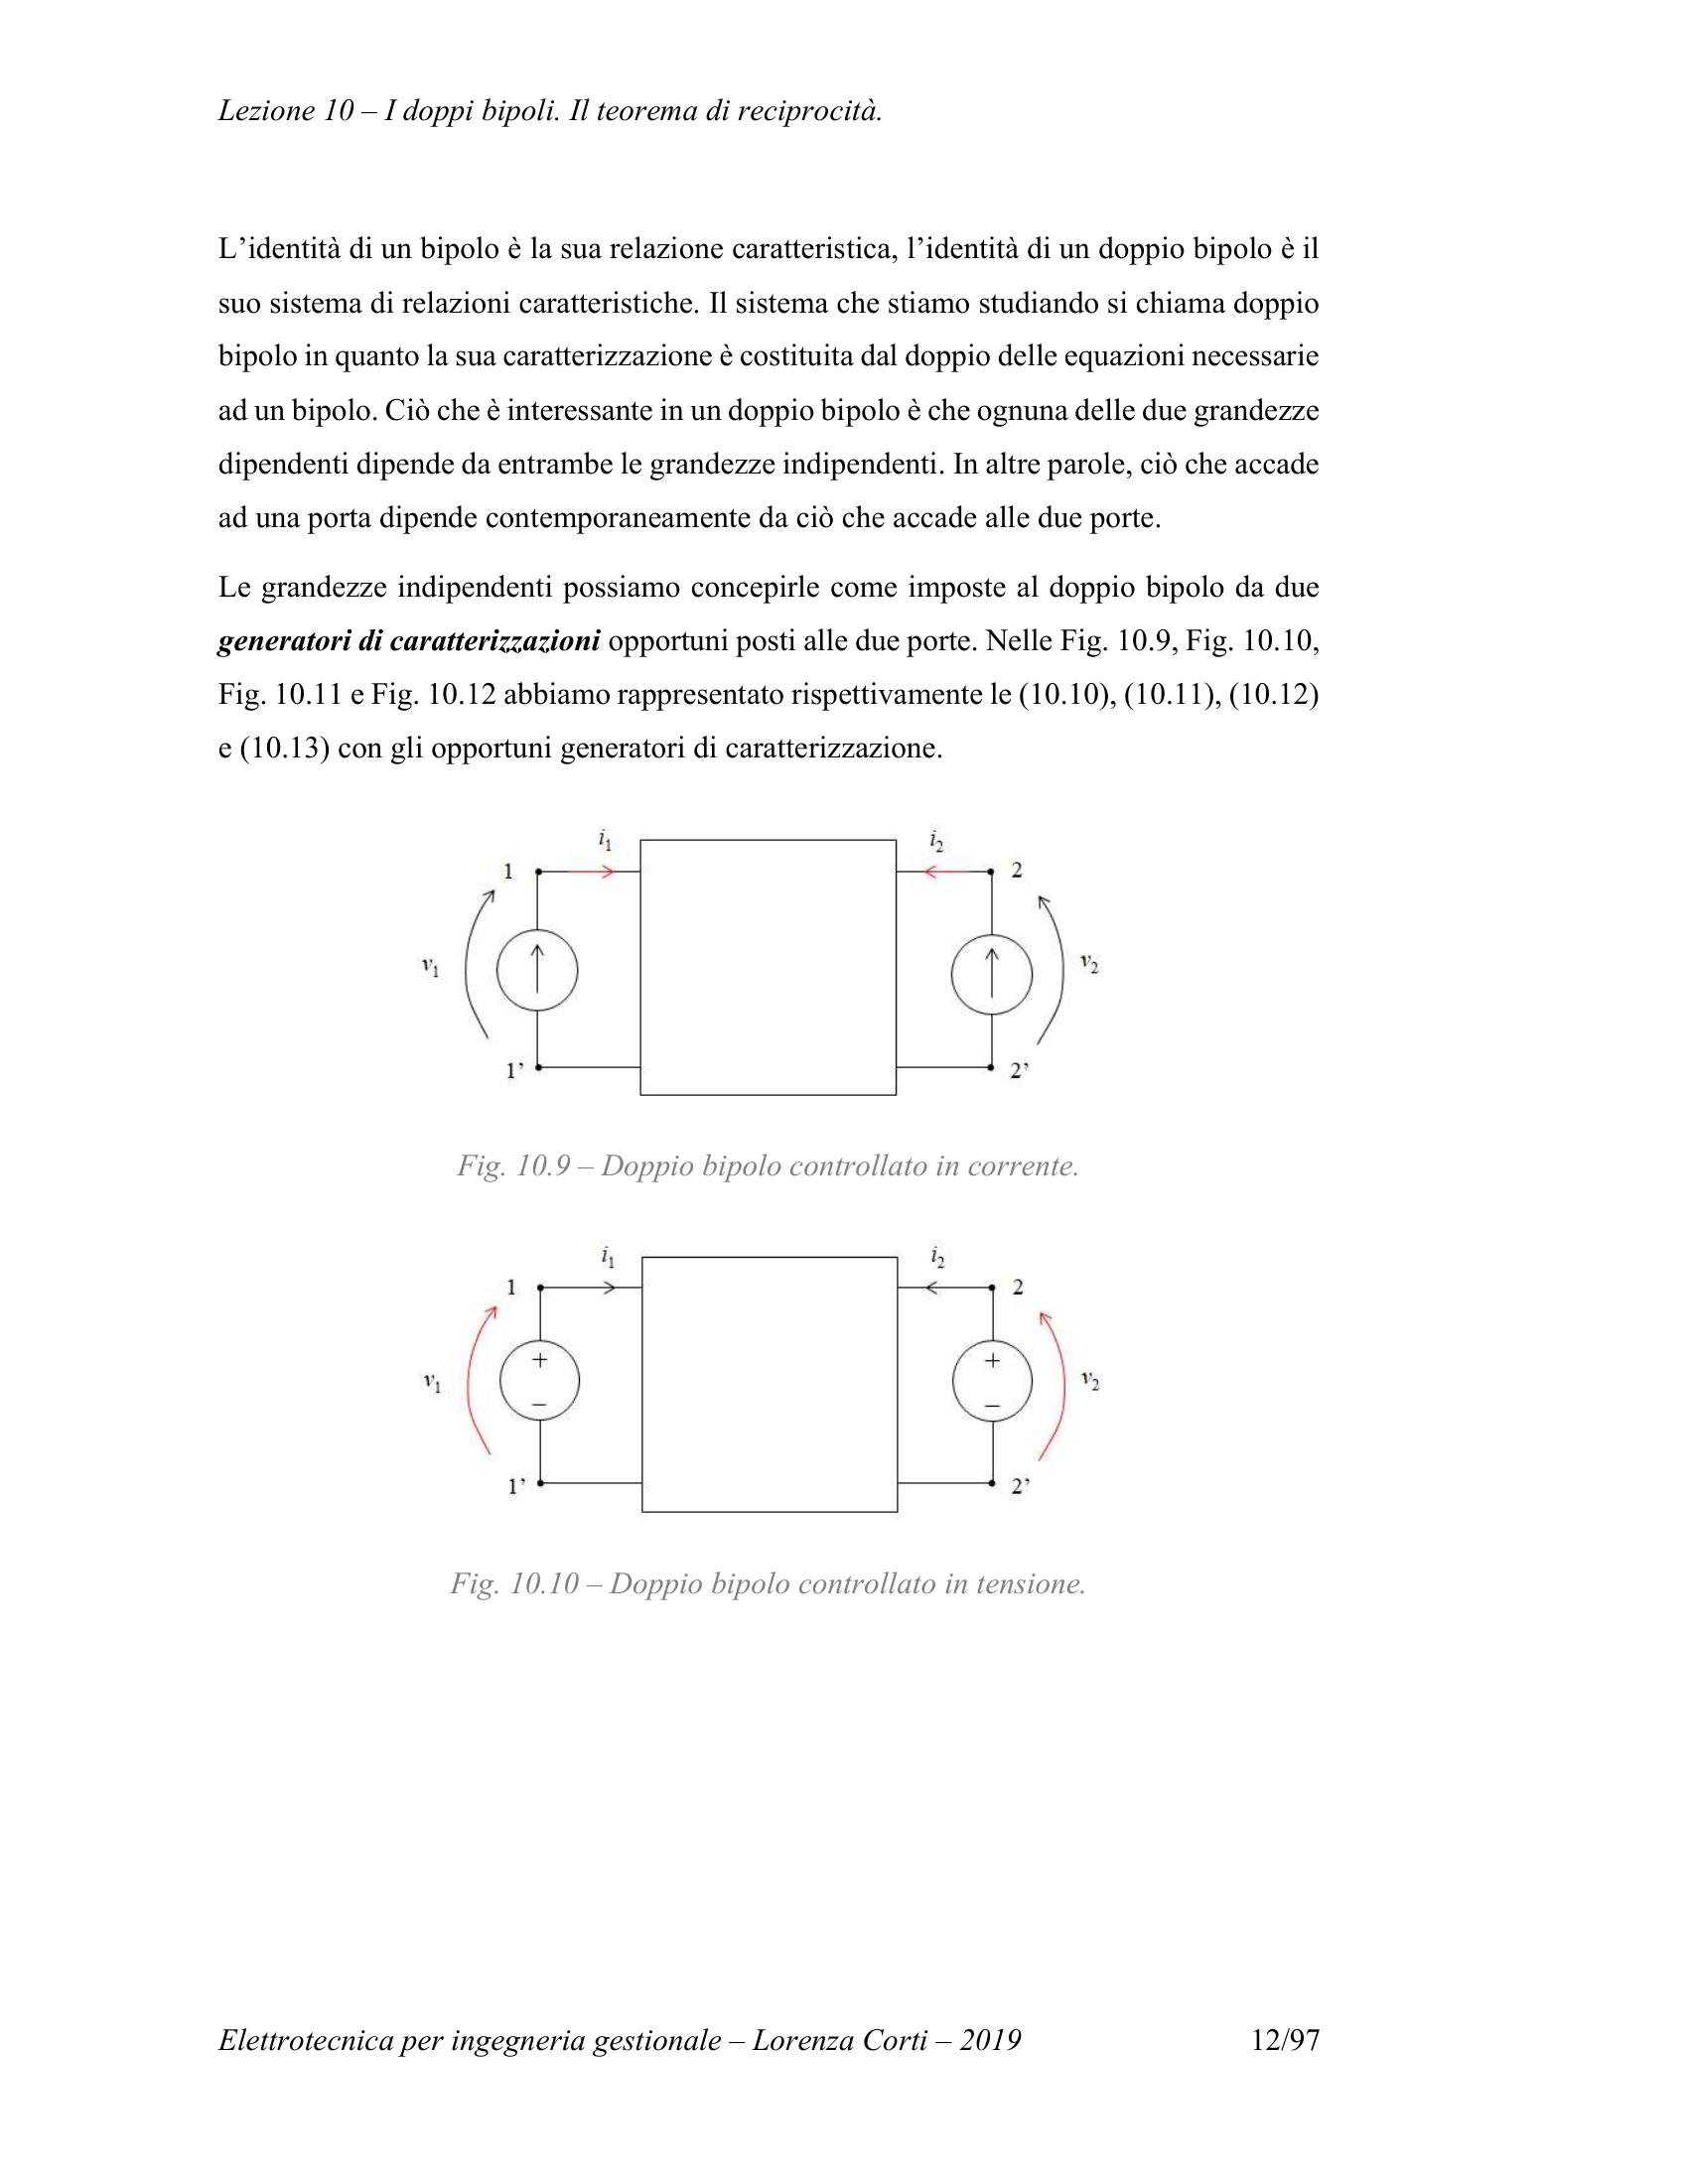 Lezione 10 – I doppi bipoli. Il teorema di reciprocità.
L’identità di un bipolo è la sua relazione caratteristica, l’identità di un doppio bipolo è il
suo sistema di relazioni caratteristiche. Il sistema che stiamo studiando si chiama doppio
bipolo in quanto la sua caratterizzazione è costituita dal doppio delle equazioni necessarie
ad un bipolo. Ciò che è interessante in un doppio bipolo è che ognuna delle due grandezze
dipendenti dipende da entrambe le grandezze indipendenti. In altre parole, ciò che accade
ad una porta dipende contemporaneamente da ciò che accade alle due porte.
Le grandezze indipendenti possiamo concepirle come imposte al doppio bipolo da due
generatori di caratterizzazioni opportuni posti alle due porte. Nelle Fig. 10.9, Fig. 10.10,
Fig. 10.11 e Fig. 10.12 abbiamo rappresentato rispettivamente le (10.10), (10.11), (10.12)
e (10.13) con gli opportuni generatori di caratterizzazione.
i₁ i₂
1 2
v₁ v₂
1’ 2’
Fig. 10.9 – Doppio bipolo controllato in corrente.
i₁ i₂
1 2
+ +
v₁ v₂
– –
1’ 2’
Fig. 10.10 – Doppio bipolo controllato in tensione.
Elettrotecnica per ingegneria gestionale – Lorenza Corti – 2019 12/97